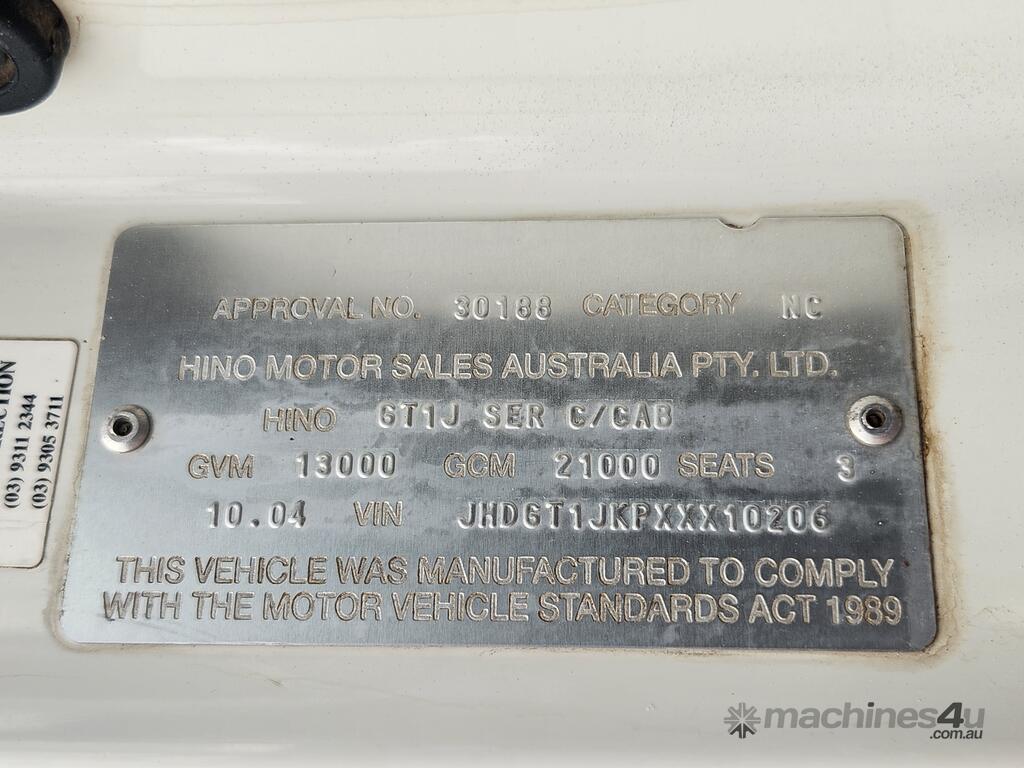 APPROVAL NO. 30188 CATEGORY NC
HINO MOTOR SALES AUSTRALIA PTY. LTD.
HINO GT1J SER C/CAB
GVM 13000 GCM 21000 SEATS 3
10.04 VIN JHDGT1JKPXXX10206
THIS VEHICLE WAS MANUFACTURED TO COMPLY
WITH THE MOTOR VEHICLE STANDARDS ACT 1989
(03) 9311 2344
(03) 9305 3711
machines4u
.com.au